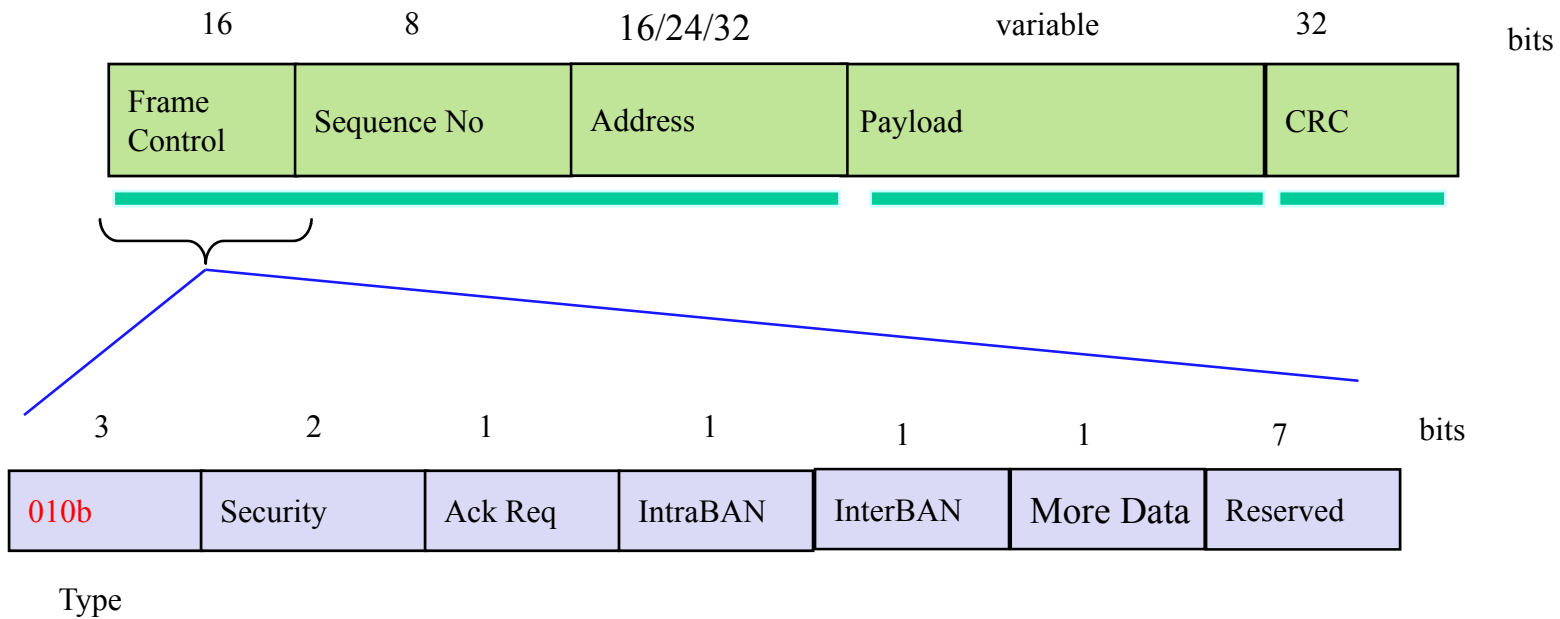 16 8 16/24/32 variable 32 bits
Frame Control Sequence No Address Payload CRC
3 2 1 1 1 1 7 bits
010b Security Ack Req IntraBAN InterBAN More Data Reserved
Type